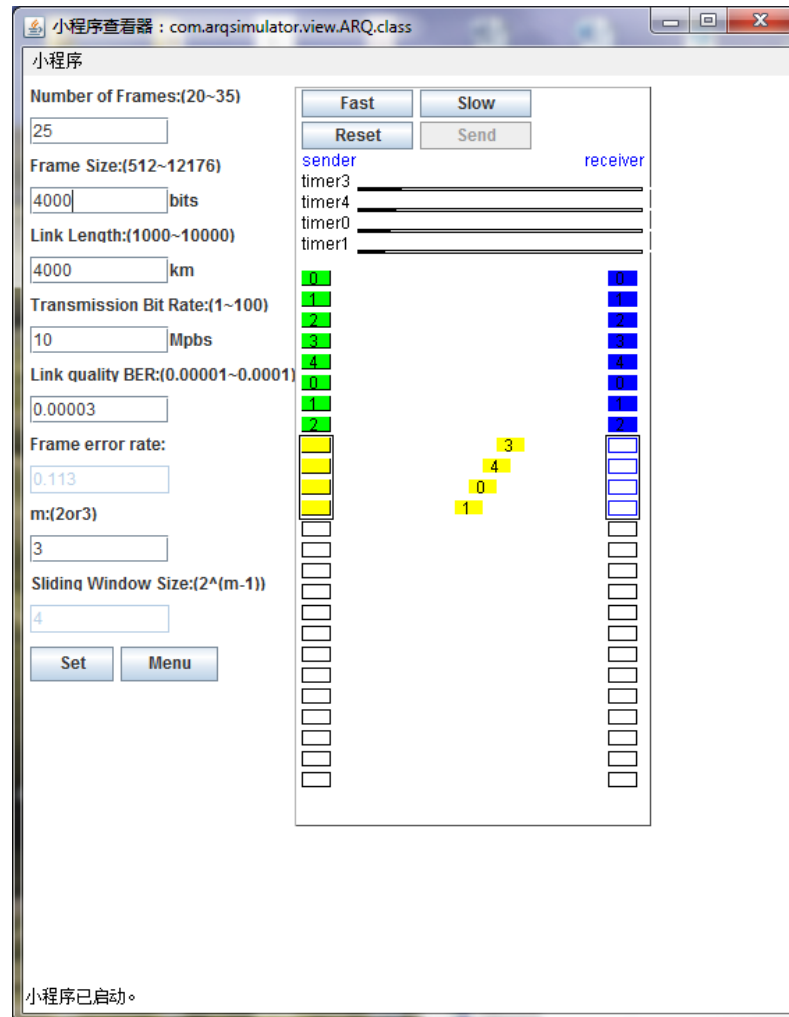 小程序查看器：com.arqsimulator.view.ARQ.class
小程序
Number of Frames:(20~35)
25
Frame Size:(512~12176)
4000 bits
Link Length:(1000~10000)
4000 km
Transmission Bit Rate:(1~100)
10 Mpbs
Link quality BER:(0.00001~0.0001)
0.00003
Frame error rate:
0.113
m:(2or3)
3
Sliding Window Size:(2^(m-1))
4
Set Menu
Fast Slow
Reset Send
sender receiver
timer3
timer4
timer0
timer1
0 0
1 1
2 2
3 3
4 4
0 0
1 1
2 2
3
4
0
1
小程序已启动。